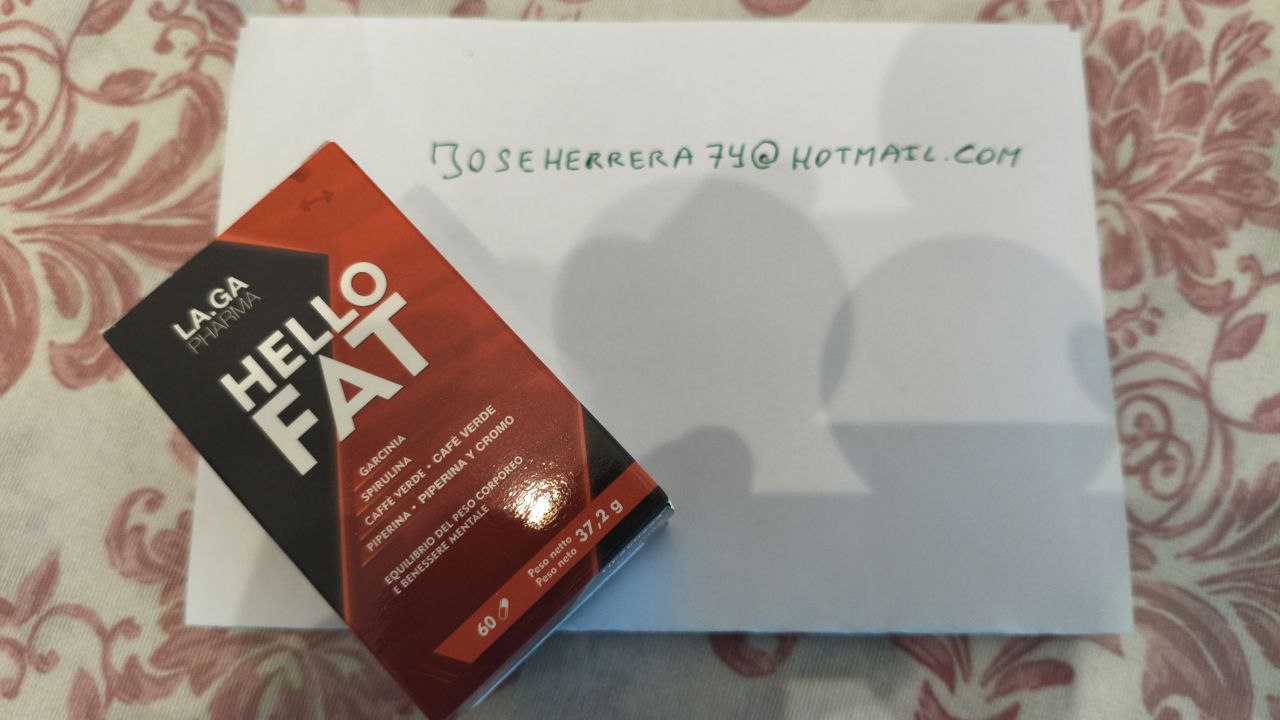 JOSEHERRERA74@HOTMAIL.COM
LA.GA
PHARMA
HELLO
FAT
GARCINIA
SPIRULINA
CAFFÈ VERDE • CAFÈ VERDE
PIPERINA • PIPERINA Y CROMO
EQUILIBRIO DEL PESO CORPOREO
E BENESSERE MENTALE
Peso netto
Peso neto 37,2 g
60